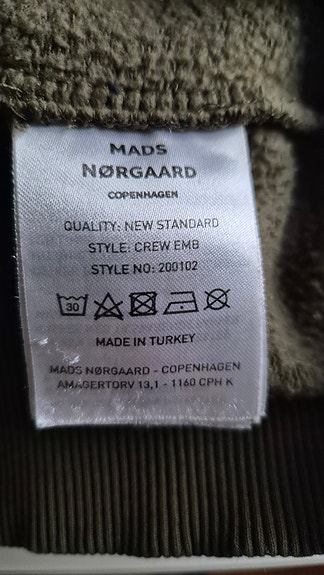 MADS
NØRGAARD
COPENHAGEN
QUALITY: NEW STANDARD
STYLE: CREW EMB
STYLE NO: 200102
30
MADE IN TURKEY
MADS NØRGAARD - COPENHAGEN
AMAGERTORV 13,1 - 1160 CPH K